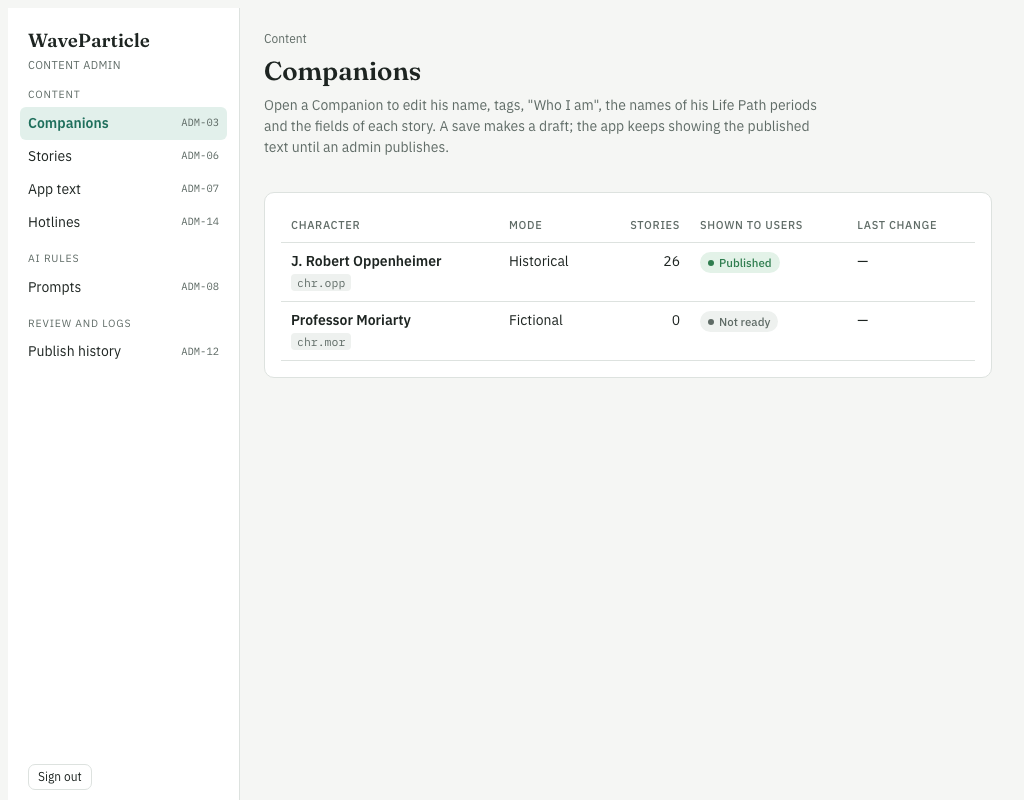 WaveParticle
CONTENT ADMIN
CONTENT
Companions ADM-03
Stories ADM-06
App text ADM-07
Hotlines ADM-14
AI RULES
Prompts ADM-08
REVIEW AND LOGS
Publish history ADM-12
Sign out
Content
Companions
Open a Companion to edit his name, tags, "Who I am", the names of his Life Path periods
and the fields of each story. A save makes a draft; the app keeps showing the published
text until an admin publishes.
CHARACTER MODE STORIES SHOWN TO USERS LAST CHANGE
J. Robert Oppenheimer Historical 26 Published —
chr.opp
Professor Moriarty Fictional 0 Not ready —
chr.mor